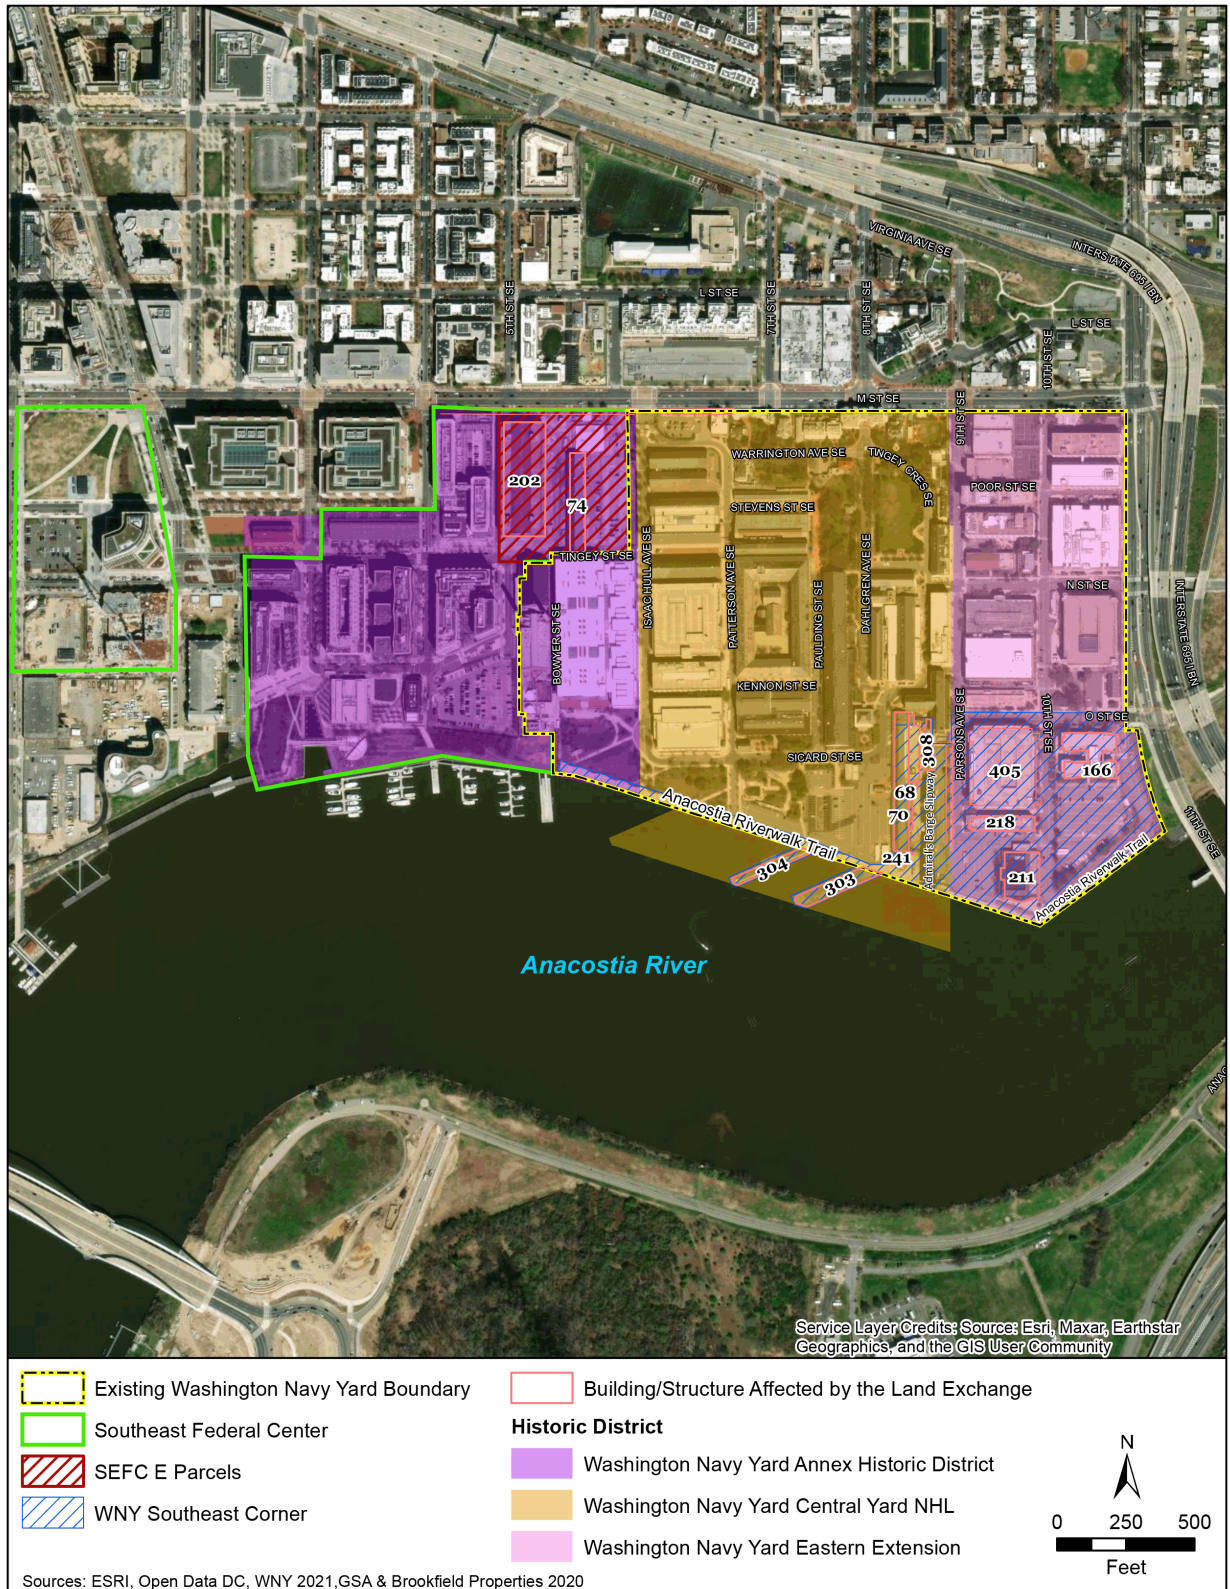 VIRGINIA AVE SE
INTERSTATE 695 I BN
L ST SE
5TH ST SE
7TH ST SE
8TH ST SE
L ST SE
10TH ST SE
M ST SE
9TH ST SE
WARRINGTON AVE SE
TINGEY CRES SE
202
74
STEVENS ST SE
POOR ST SE
TINGEY ST SE
ISAAC HULL AVE SE
PATTERSON AVE SE
PAULDING ST SE
DAHLGREN AVE SE
N ST SE
INTERSTATE 695 I BN
BOWYER ST SE
KENNON ST SE
PARSONS AVE SE
10TH ST SE
O ST SE
SICARD ST SE
308
405
166
68
70
218
Admiral's Barge Slipway
11TH ST SE
Anacostia Riverwalk Trail
241
304
303
211
Anacostia Riverwalk Trail
Anacostia River
Service Layer Credits: Source: Esri, Maxar, Earthstar
Geographics, and the GIS User Community
Existing Washington Navy Yard Boundary
Southeast Federal Center
SEFC E Parcels
WNY Southeast Corner
Building/Structure Affected by the Land Exchange
Historic District
Washington Navy Yard Annex Historic District
Washington Navy Yard Central Yard NHL
Washington Navy Yard Eastern Extension
N
0 250 500
Feet
Sources: ESRI, Open Data DC, WNY 2021,GSA & Brookfield Properties 2020